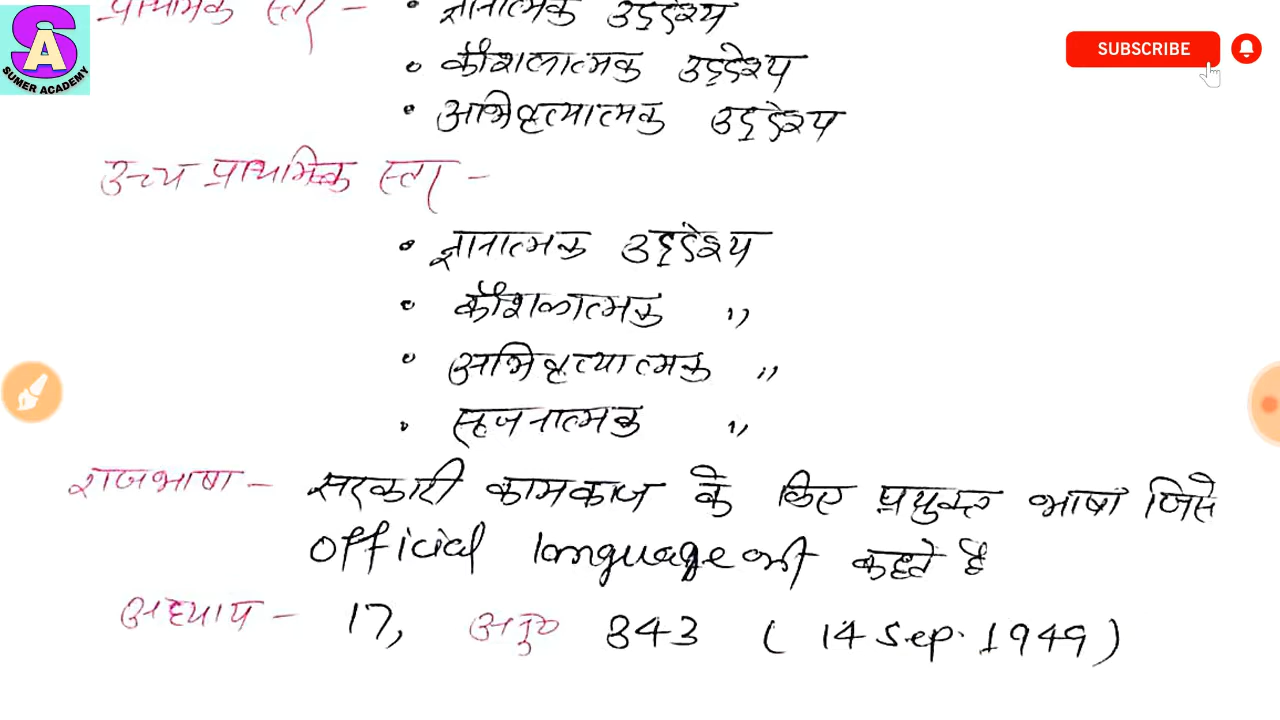 प्राथमिक स्तर - • ज्ञानात्मक उद्देश्य
SA
SUMER ACADEMY
SUBSCRIBE
• कौशलात्मक उद्देश्य
• अभिवृत्यात्मक उद्देश्य
उच्च प्राथमिक स्तर -
• ज्ञानात्मक उद्देश्य
• कौशलात्मक ,,
• अभिवृत्यात्मक ,,
• सृजनात्मक ,,
राजभाषा - सरकारी कामकाज के लिए प्रयुक्त भाषा जिसे
official language भी कहते है
अध्याय - 17, अनु० 343 ( 14 Sep. 1949 )